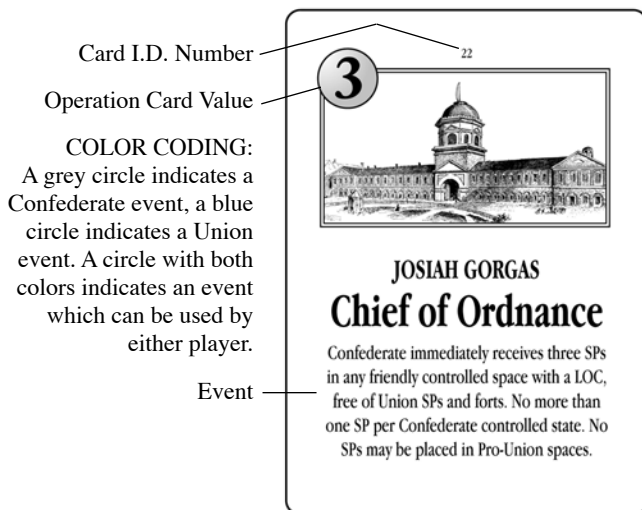 Card I.D. Number
22
Operation Card Value
3
COLOR CODING:
A grey circle indicates a
Confederate event, a blue
circle indicates a Union
event. A circle with both
colors indicates an event
which can be used by
either player.
JOSIAH GORGAS
Chief of Ordnance
Confederate immediately receives three SPs
in any friendly controlled space with a LOC,
free of Union SPs and forts. No more than
one SP per Confederate controlled state. No
SPs may be placed in Pro-Union spaces.
Event